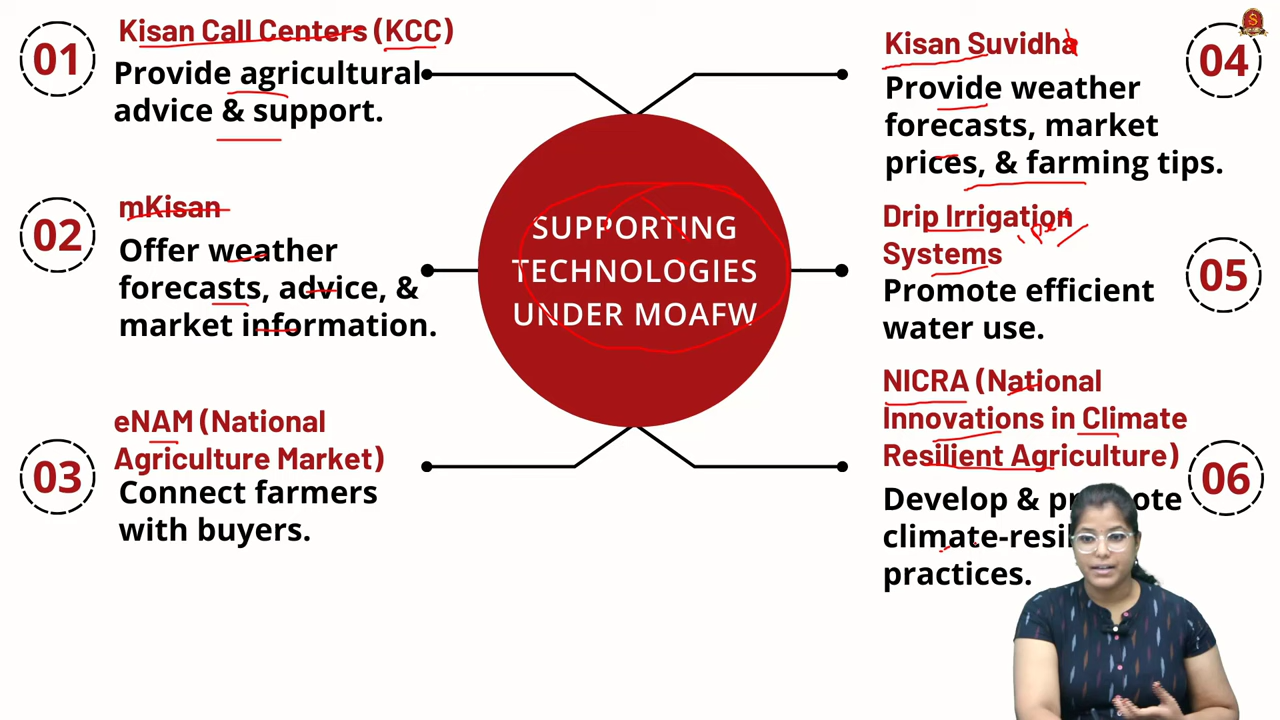 01
Kisan Call Centers (KCC)
Provide agricultural
advice & support.
02
mKisan
Offer weather
forecasts, advice, &
market information.
03
eNAM (National
Agriculture Market)
Connect farmers
with buyers.
SUPPORTING
TECHNOLOGIES
UNDER MOAFW
04
Kisan Suvidha
Provide weather
forecasts, market
prices, & farming tips.
05
Drip Irrigation
Systems
Promote efficient
water use.
06
NICRA (National
Innovations in Climate
Resilient Agriculture)
Develop &
practices.